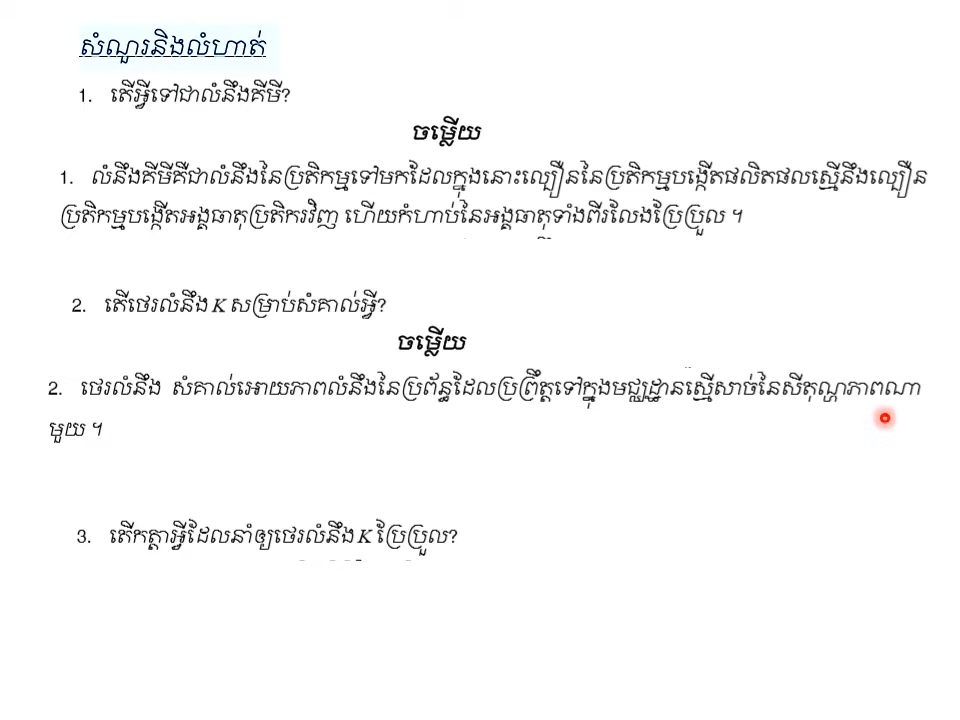 សំណួរនិងលំហាត់
1. តើអ្វីទៅជាលំនឹងគីមី?
ចម្លើយ
1. លំនឹងគីមីគឺជាលំនឹងនៃប្រតិកម្មទៅមកដែលក្នុងនោះល្បឿននៃប្រតិកម្មបង្កើតផលិតផលស្មើនឹងល្បឿន
ប្រតិកម្មបង្កើតអង្គធាតុប្រតិករវិញ ហើយកំហាប់នៃអង្គធាតុទាំងពីរលែងប្រែប្រួល ។
2. តើថេរលំនឹង K សម្រាប់សំគាល់អ្វី?
ចម្លើយ
2. ថេរលំនឹង សំគាល់អោយភាពលំនឹងនៃប្រព័ន្ធដែលប្រព្រឹត្តទៅក្នុងមជ្ឈដ្ឋានស្មើសាច់នៃសីតុណ្ហភាពណា
មួយ ។
3. តើកត្តាអ្វីដែលនាំឲ្យថេរលំនឹង K ប្រែប្រួល?